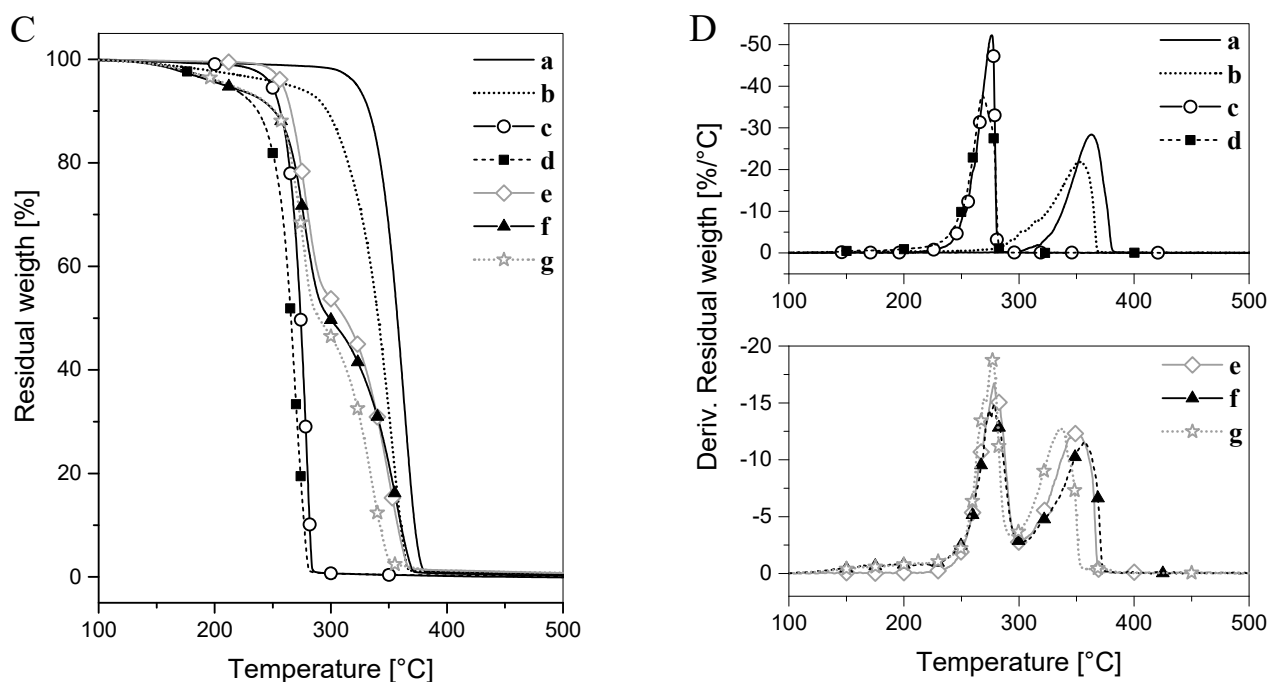 C
100
80
60
40
20
0
Residual weigth [%]
100 200 300 400 500
Temperature [°C]
a
b
c
d
e
f
g
D
Deriv. Residual weigth [%/°C]
-50
-40
-30
-20
-10
0
100 200 300 400 500
a
b
c
d
-20
-15
-10
-5
0
100 200 300 400 500
Temperature [°C]
e
f
g